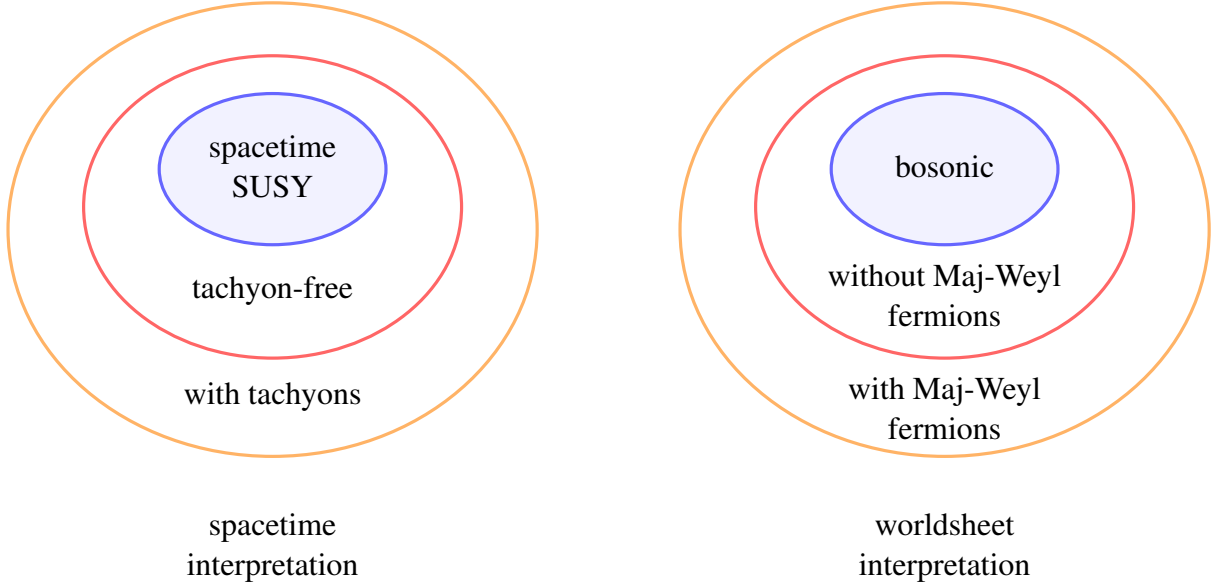 spacetime
SUSY
tachyon-free
with tachyons
spacetime
interpretation
bosonic
without Maj-Weyl
fermions
with Maj-Weyl
fermions
worldsheet
interpretation